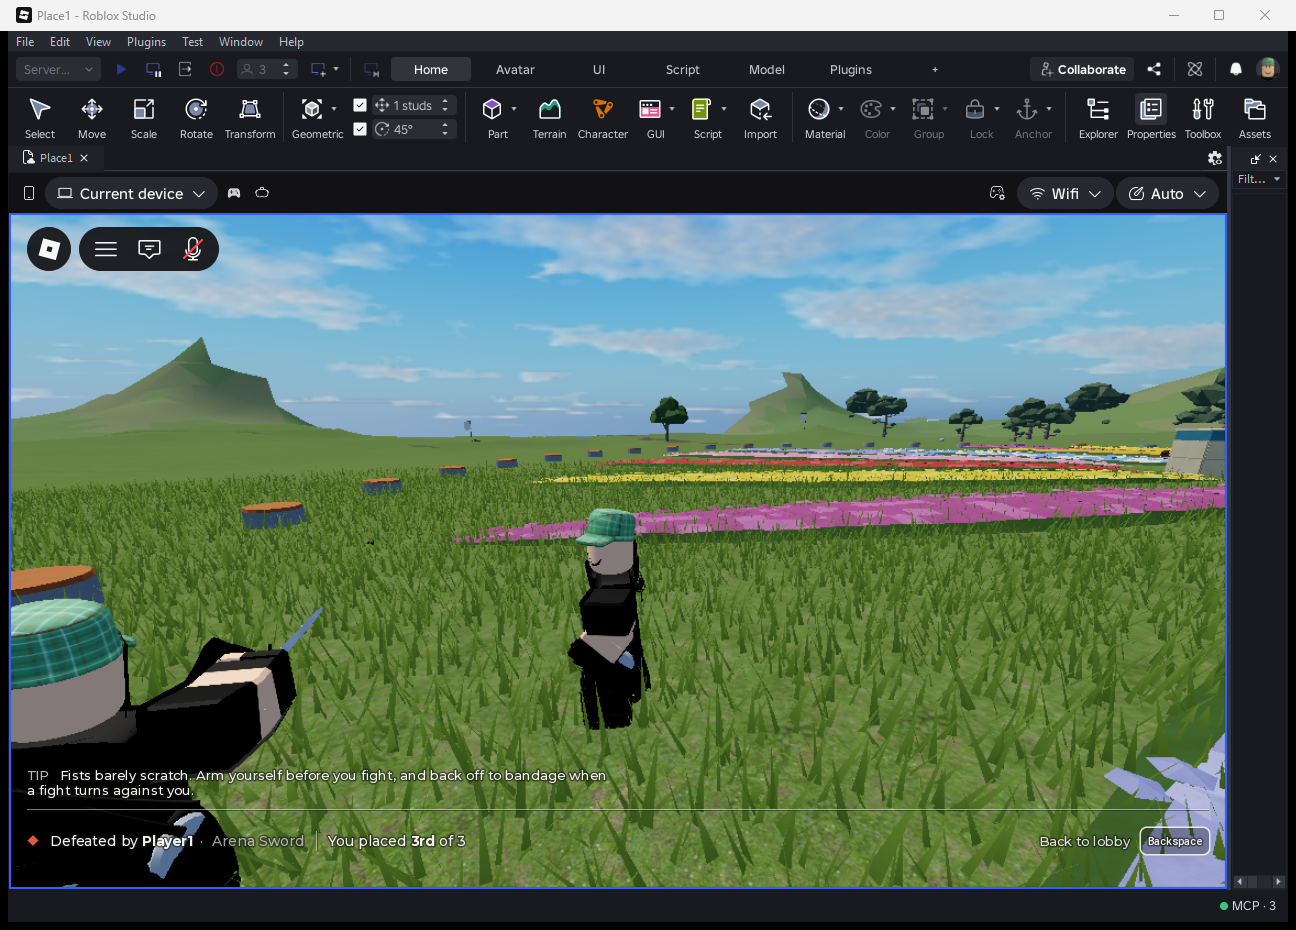 Place1 - Roblox Studio
File Edit View Plugins Test Window Help
Server... 3 Home Avatar UI Script Model Plugins + Collaborate
1 studs
45°
Select Move Scale Rotate Transform Geometric Part Terrain Character GUI Script Import Material Color Group Lock Anchor Explorer Properties Toolbox Assets
Place1
Filt...
Current device Wifi Auto
TIP Fists barely scratch. Arm yourself before you fight, and back off to bandage when
a fight turns against you.
Defeated by Player1 · Arena Sword You placed 3rd of 3 Back to lobby Backspace
MCP · 3